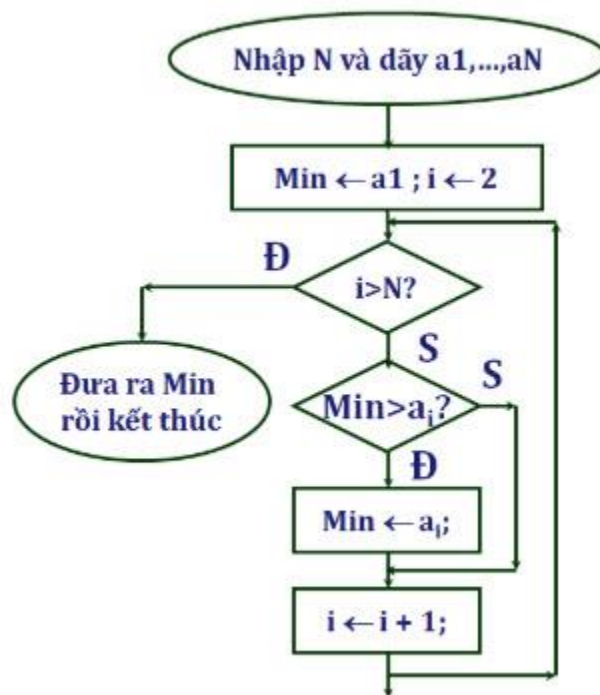 Nhập N và dãy a1,...,aN
Min ← a1 ; i ← 2
Đ
i>N?
S
Đưa ra Min
rồi kết thúc
Min>aᵢ?
S
Đ
Min ← aᵢ;
i ← i + 1;